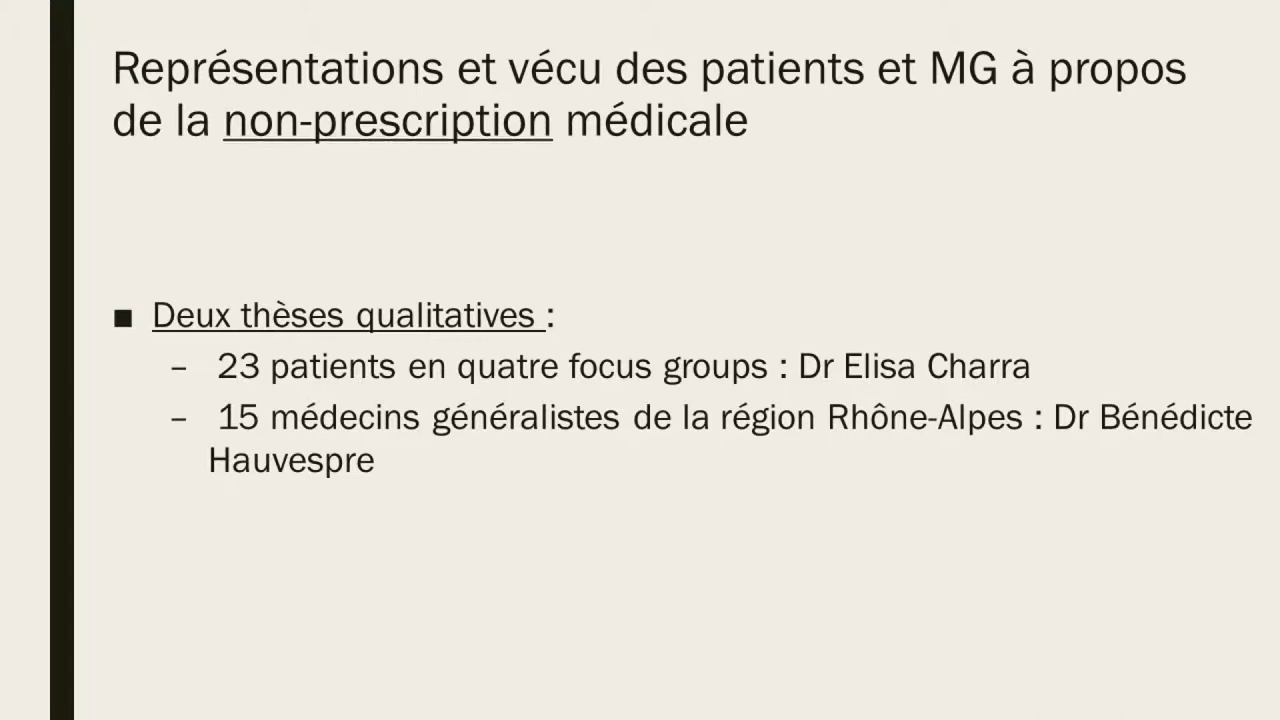 Représentations et vécu des patients et MG à propos
de la non-prescription médicale
■ Deux thèses qualitatives :
– 23 patients en quatre focus groups : Dr Elisa Charra
– 15 médecins généralistes de la région Rhône-Alpes : Dr Bénédicte
Hauvespre